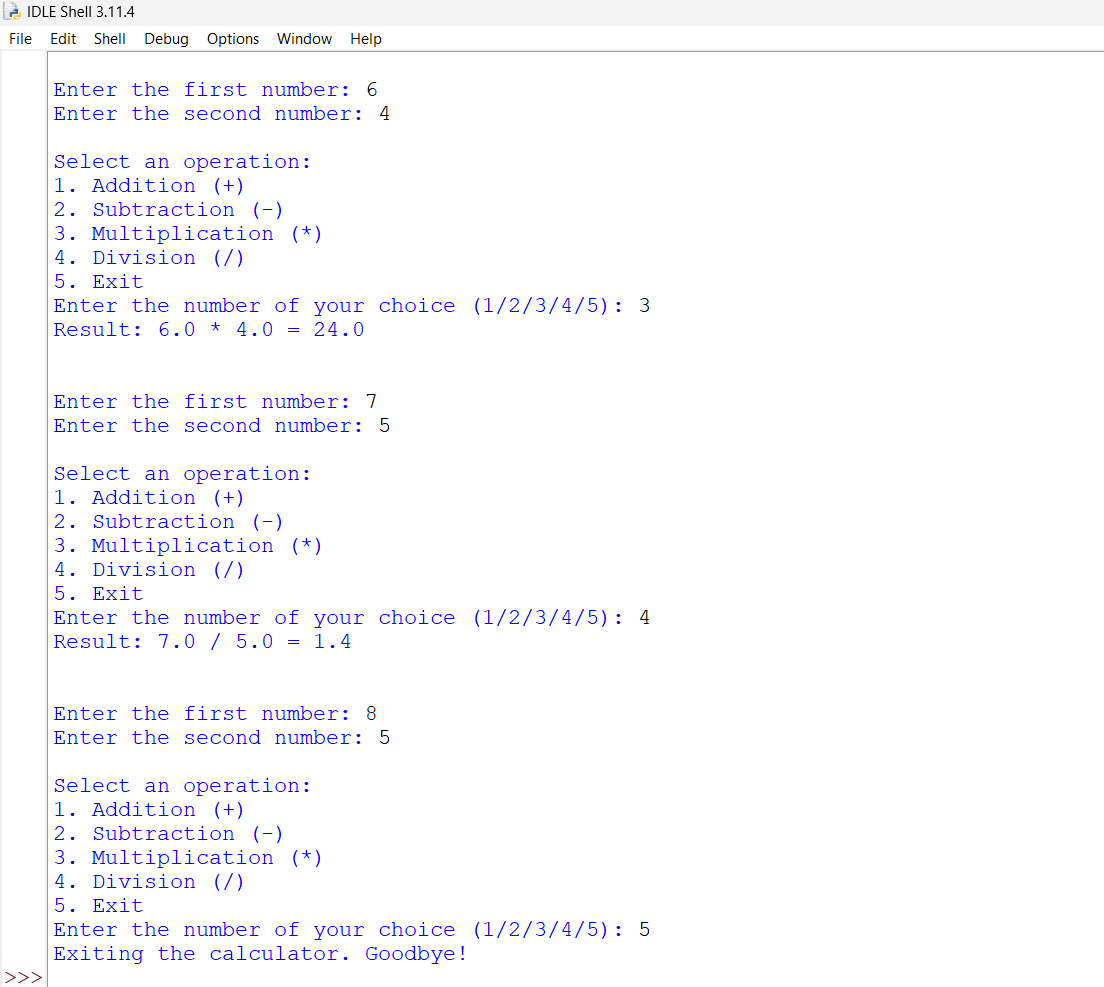 IDLE Shell 3.11.4
File Edit Shell Debug Options Window Help
Enter the first number: 6
Enter the second number: 4
Select an operation:
1. Addition (+)
2. Subtraction (-)
3. Multiplication (*)
4. Division (/)
5. Exit
Enter the number of your choice (1/2/3/4/5): 3
Result: 6.0 * 4.0 = 24.0
Enter the first number: 7
Enter the second number: 5
Select an operation:
1. Addition (+)
2. Subtraction (-)
3. Multiplication (*)
4. Division (/)
5. Exit
Enter the number of your choice (1/2/3/4/5): 4
Result: 7.0 / 5.0 = 1.4
Enter the first number: 8
Enter the second number: 5
Select an operation:
1. Addition (+)
2. Subtraction (-)
3. Multiplication (*)
4. Division (/)
5. Exit
Enter the number of your choice (1/2/3/4/5): 5
Exiting the calculator. Goodbye!
>>>